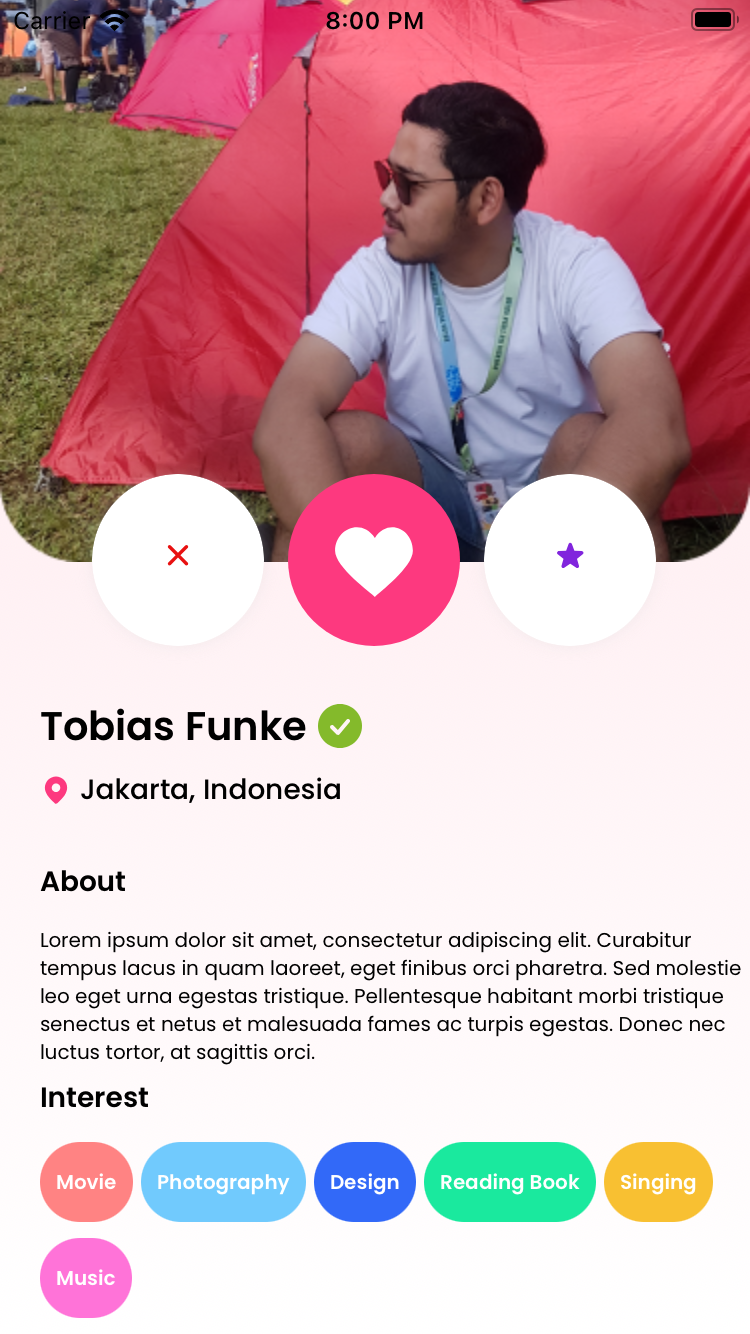 Carrier 8:00 PM
Tobias Funke
Jakarta, Indonesia
About
Lorem ipsum dolor sit amet, consectetur adipiscing elit. Curabitur
tempus lacus in quam laoreet, eget finibus orci pharetra. Sed molestie
leo eget urna egestas tristique. Pellentesque habitant morbi tristique
senectus et netus et malesuada fames ac turpis egestas. Donec nec
luctus tortor, at sagittis orci.
Interest
Movie Photography Design Reading Book Singing
Music